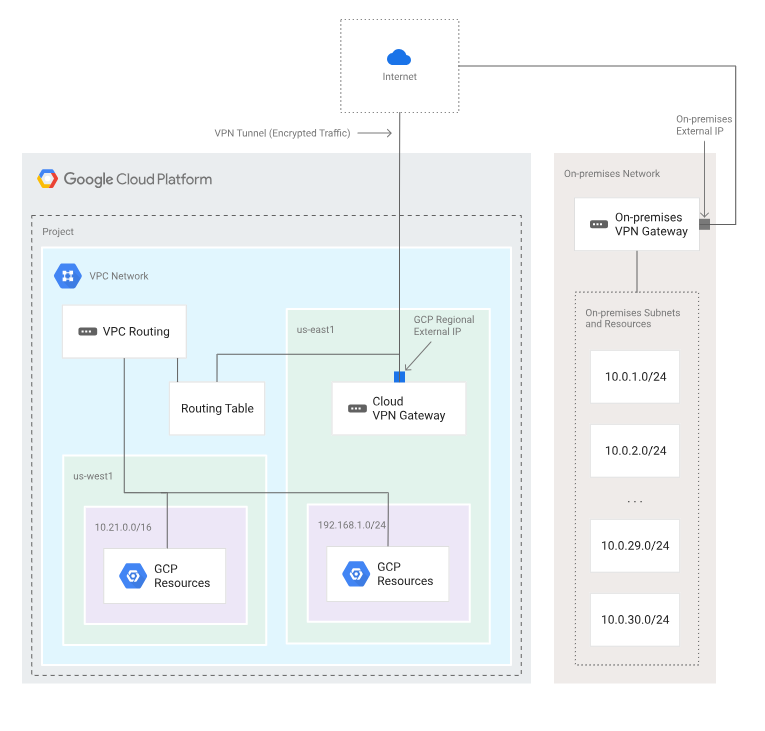 Internet
VPN Tunnel (Encrypted Traffic)
On-premises
External IP
Google Cloud Platform
Project
VPC Network
VPC Routing
Routing Table
us-east1
GCP Regional
External IP
Cloud
VPN Gateway
us-west1
10.21.0.0/16
GCP
Resources
192.168.1.0/24
GCP
Resources
On-premises Network
On-premises
VPN Gateway
On-premises Subnets
and Resources
10.0.1.0/24
10.0.2.0/24
...
10.0.29.0/24
10.0.30.0/24